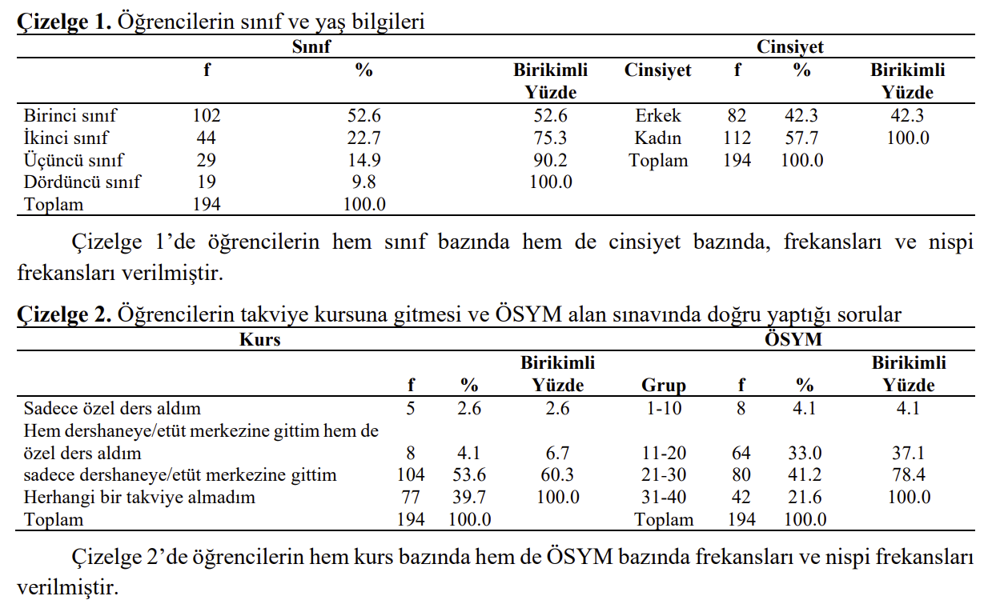 Çizelge 1. Öğrencilerin sınıf ve yaş bilgileri
Sınıf Cinsiyet
f % Birikimli Yüzde Cinsiyet f % Birikimli Yüzde
Birinci sınıf 102 52.6 52.6 Erkek 82 42.3 42.3
İkinci sınıf 44 22.7 75.3 Kadın 112 57.7 100.0
Üçüncü sınıf 29 14.9 90.2 Toplam 194 100.0
Dördüncü sınıf 19 9.8 100.0
Toplam 194 100.0
Çizelge 1’de öğrencilerin hem sınıf bazında hem de cinsiyet bazında, frekansları ve nispi
frekansları verilmiştir.
Çizelge 2. Öğrencilerin takviye kursuna gitmesi ve ÖSYM alan sınavında doğru yaptığı sorular
Kurs ÖSYM
f % Birikimli Yüzde Grup f % Birikimli Yüzde
Sadece özel ders aldım 5 2.6 2.6 1-10 8 4.1 4.1
Hem dershaneye/etüt merkezine gittim hem de
özel ders aldım 8 4.1 6.7 11-20 64 33.0 37.1
sadece dershaneye/etüt merkezine gittim 104 53.6 60.3 21-30 80 41.2 78.4
Herhangi bir takviye almadım 77 39.7 100.0 31-40 42 21.6 100.0
Toplam 194 100.0 Toplam 194 100.0
Çizelge 2’de öğrencilerin hem kurs bazında hem de ÖSYM bazında frekansları ve nispi frekansları
verilmiştir.